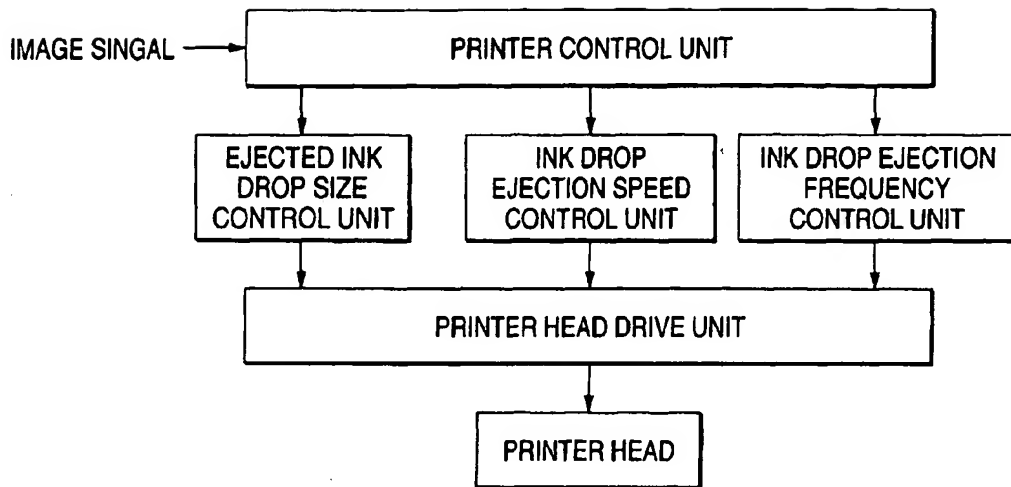 IMAGE SINGAL
PRINTER CONTROL UNIT
EJECTED INK
DROP SIZE
CONTROL UNIT
INK DROP
EJECTION SPEED
CONTROL UNIT
INK DROP EJECTION
FREQUENCY
CONTROL UNIT
PRINTER HEAD DRIVE UNIT
PRINTER HEAD